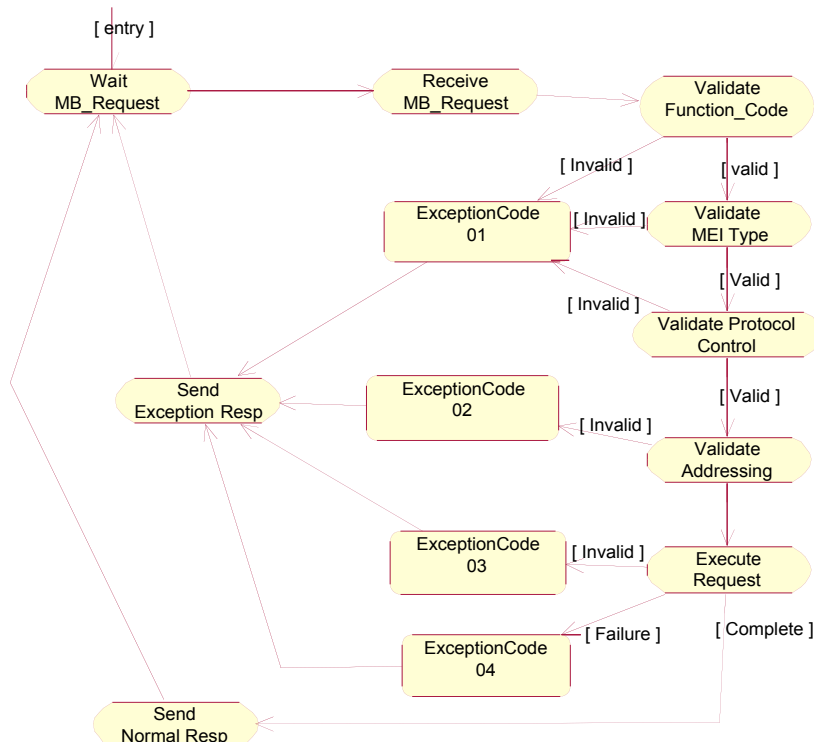 [ entry ]
Wait
MB_Request
Receive
MB_Request
Validate
Function_Code
[ Invalid ]
[ valid ]
ExceptionCode
01
[ Invalid ]
Validate
MEI Type
[ Valid ]
[ Invalid ]
Validate Protocol
Control
Send
Exception Resp
ExceptionCode
02
[ Valid ]
[ Invalid ]
Validate
Addressing
ExceptionCode
03
[ Invalid ]
Execute
Request
ExceptionCode
04
[ Failure ]
[ Complete ]
Send
Normal Resp